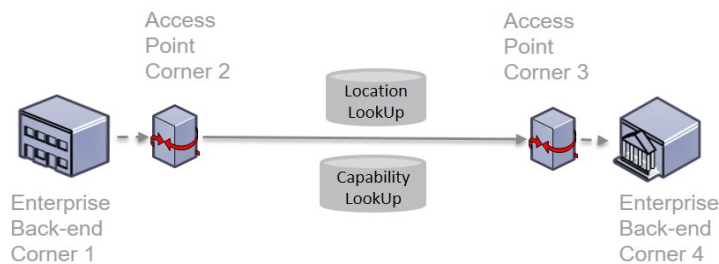 Access
Point
Corner 2
Access
Point
Corner 3
Location
LookUp
Capability
LookUp
Enterprise
Back-end
Corner 1
Enterprise
Back-end
Corner 4